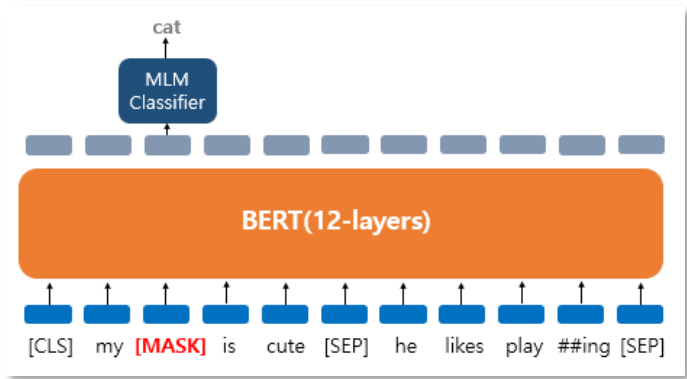 cat
MLM
Classifier
BERT(12-layers)
[CLS] my [MASK] is cute [SEP] he likes play ##ing [SEP]